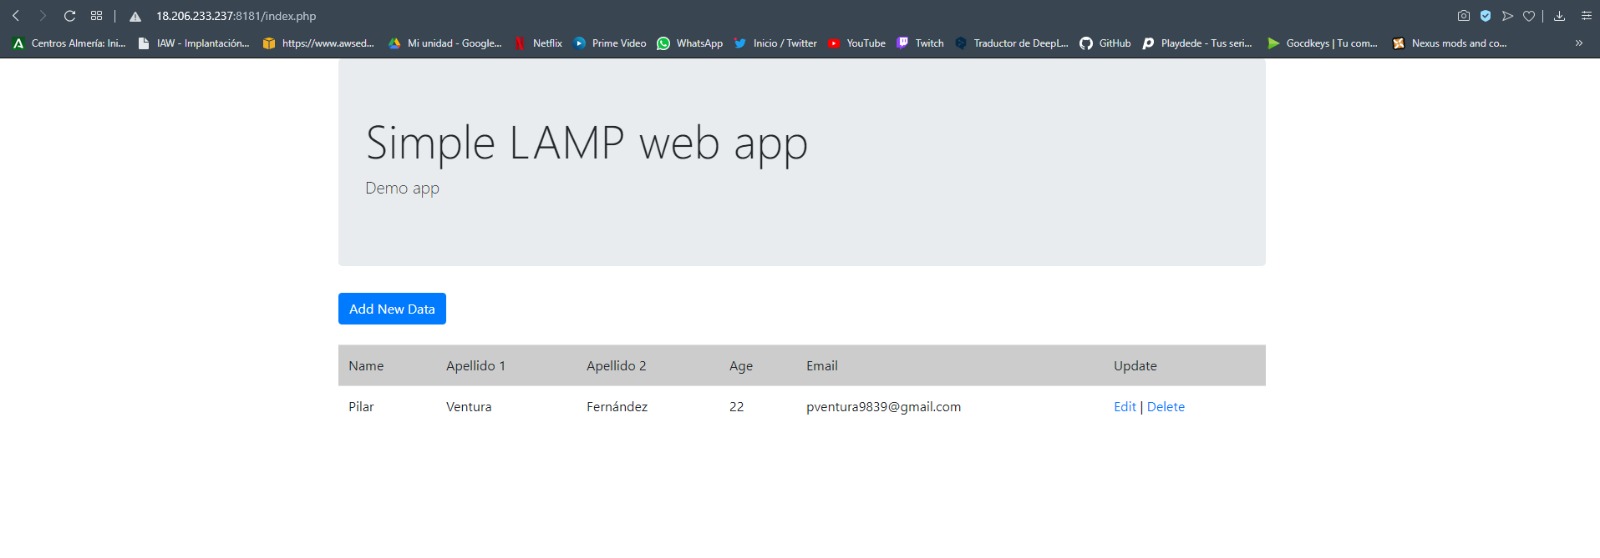 18.206.233.237:8181/index.php
Centros Almería: Ini... IAW - Implantación... https://www.awsed... Mi unidad - Google... Netflix Prime Video WhatsApp Inicio / Twitter YouTube Twitch Traductor de DeepL... GitHub Playdede - Tus seri... Gocdkeys | Tu com... Nexus mods and co... »
Simple LAMP web app
Demo app
Add New Data
Name Apellido 1 Apellido 2 Age Email Update
Pilar Ventura Fernández 22 pventura9839@gmail.com Edit | Delete